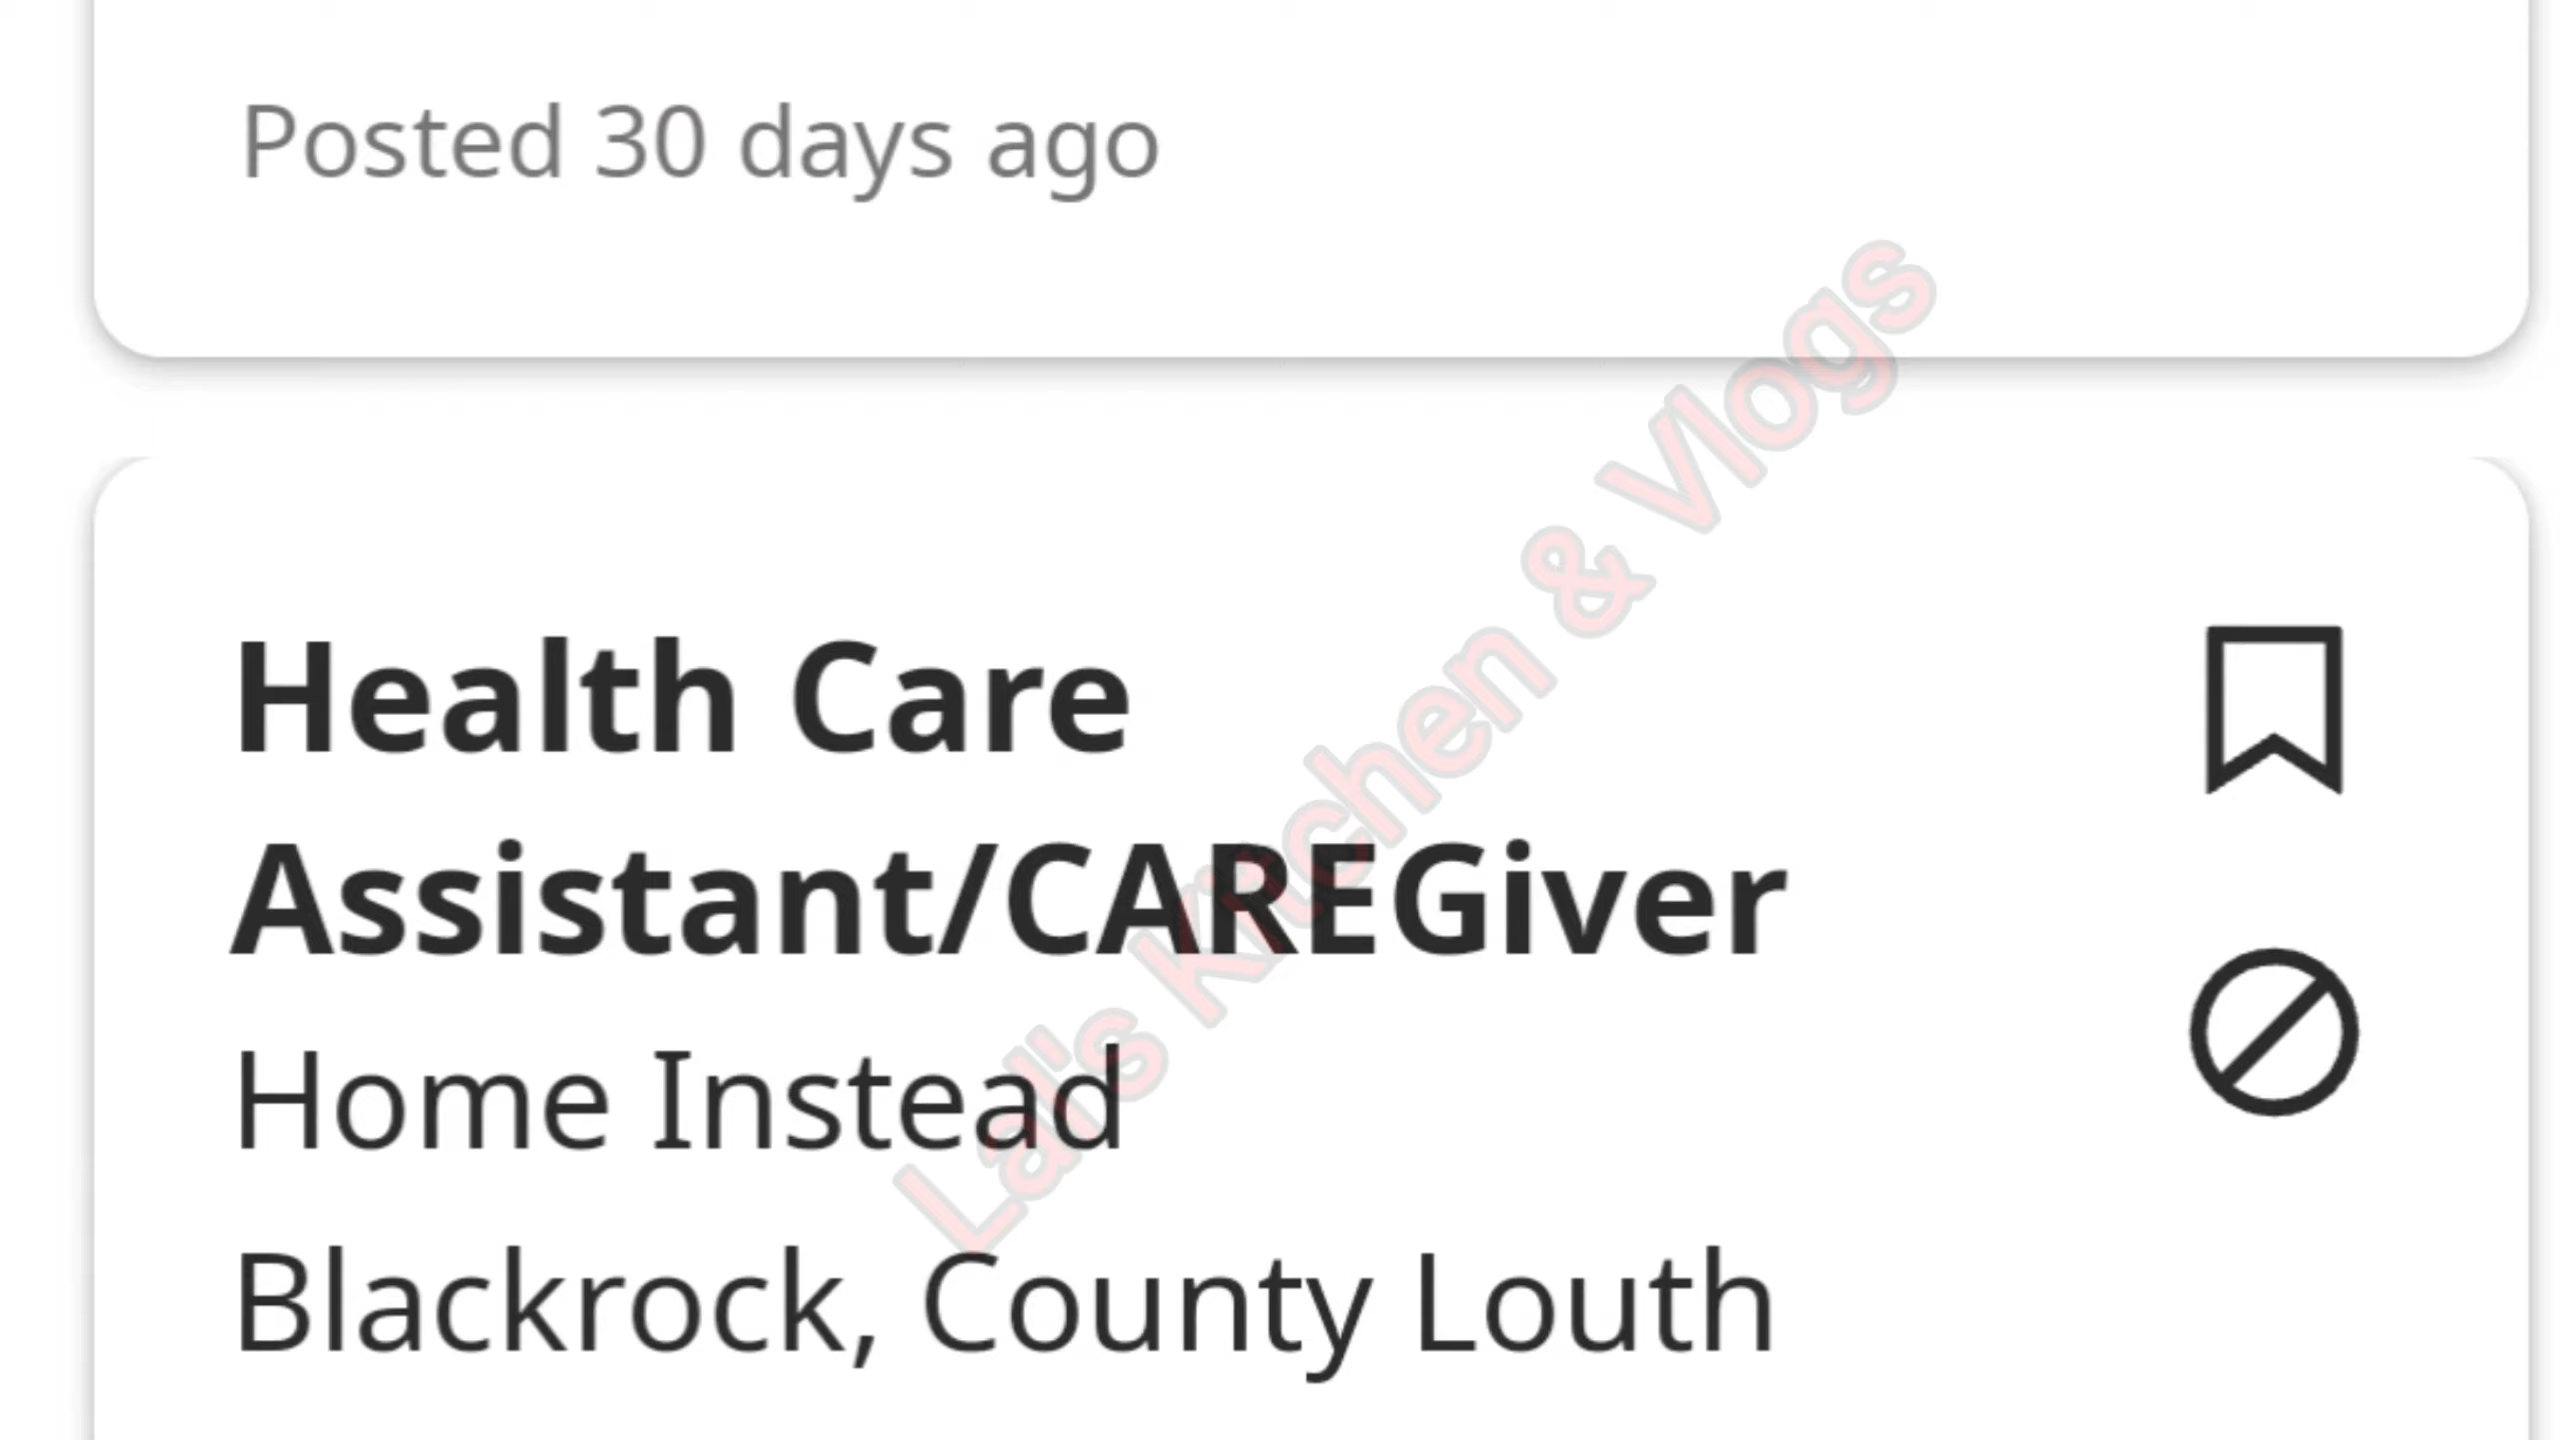 Posted 30 days ago
Health Care
Assistant/CAREGiver
Home Instead
Blackrock, County Louth
Lal's Kitchen & Vlogs